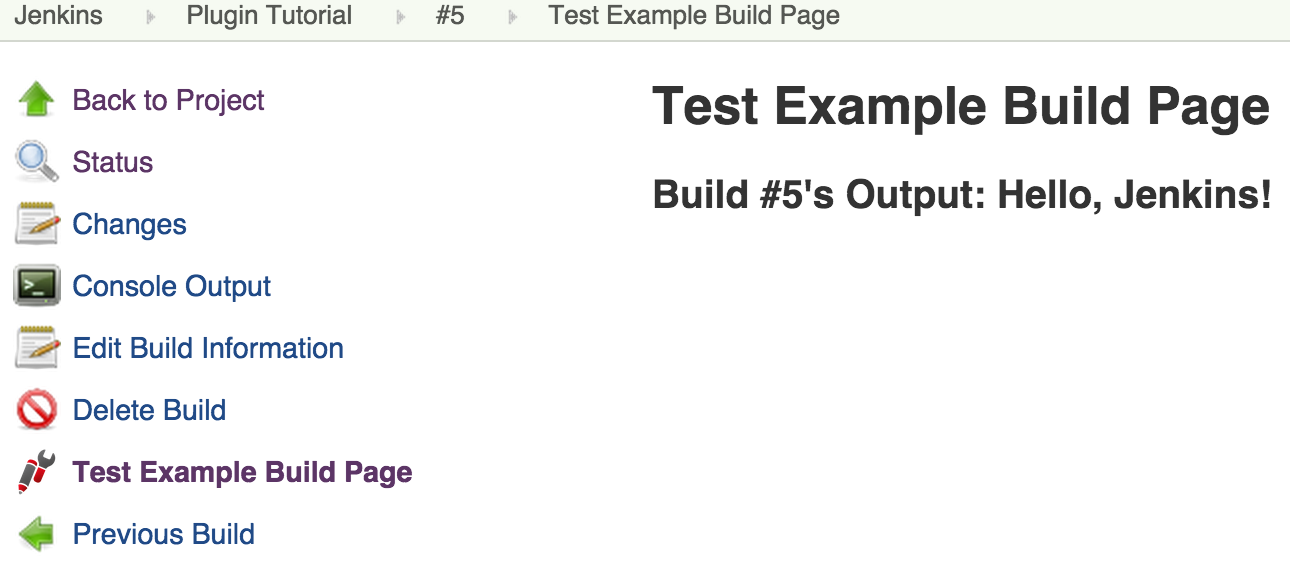 Jenkins Plugin Tutorial #5 Test Example Build Page
Back to Project
Status
Changes
Console Output
Edit Build Information
Delete Build
Test Example Build Page
Previous Build
Test Example Build Page
Build #5's Output: Hello, Jenkins!